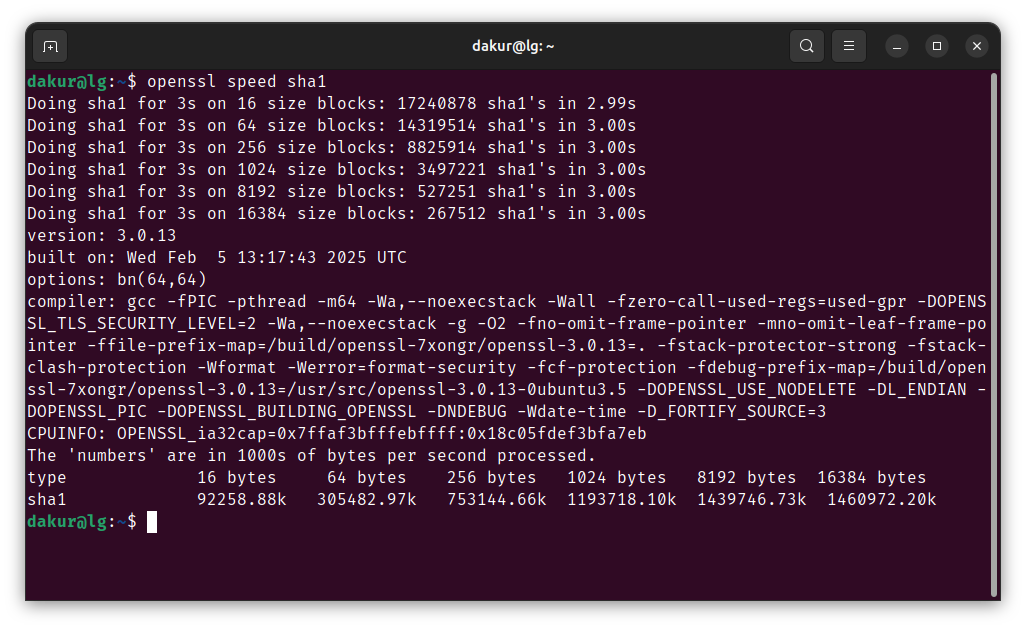 dakur@lg: ~
dakur@lg:~$ openssl speed sha1
Doing sha1 for 3s on 16 size blocks: 17240878 sha1's in 2.99s
Doing sha1 for 3s on 64 size blocks: 14319514 sha1's in 3.00s
Doing sha1 for 3s on 256 size blocks: 8825914 sha1's in 3.00s
Doing sha1 for 3s on 1024 size blocks: 3497221 sha1's in 3.00s
Doing sha1 for 3s on 8192 size blocks: 527251 sha1's in 3.00s
Doing sha1 for 3s on 16384 size blocks: 267512 sha1's in 3.00s
version: 3.0.13
built on: Wed Feb  5 13:17:43 2025 UTC
options: bn(64,64)
compiler: gcc -fPIC -pthread -m64 -Wa,--noexecstack -Wall -fzero-call-used-regs=used-gpr -DOPENS
SL_TLS_SECURITY_LEVEL=2 -Wa,--noexecstack -g -O2 -fno-omit-frame-pointer -mno-omit-leaf-frame-po
inter -ffile-prefix-map=/build/openssl-7xongr/openssl-3.0.13=. -fstack-protector-strong -fstack-
clash-protection -Wformat -Werror=format-security -fcf-protection -fdebug-prefix-map=/build/open
ssl-7xongr/openssl-3.0.13=/usr/src/openssl-3.0.13-0ubuntu3.5 -DOPENSSL_USE_NODELETE -DL_ENDIAN -
DOPENSSL_PIC -DOPENSSL_BUILDING_OPENSSL -DNDEBUG -Wdate-time -D_FORTIFY_SOURCE=3
CPUINFO: OPENSSL_ia32cap=0x7ffaf3bfffebffff:0x18c05fdef3bfa7eb
The 'numbers' are in 1000s of bytes per second processed.
type             16 bytes     64 bytes    256 bytes   1024 bytes   8192 bytes  16384 bytes
sha1             92258.88k   305482.97k   753144.66k  1193718.10k  1439746.73k  1460972.20k
dakur@lg:~$